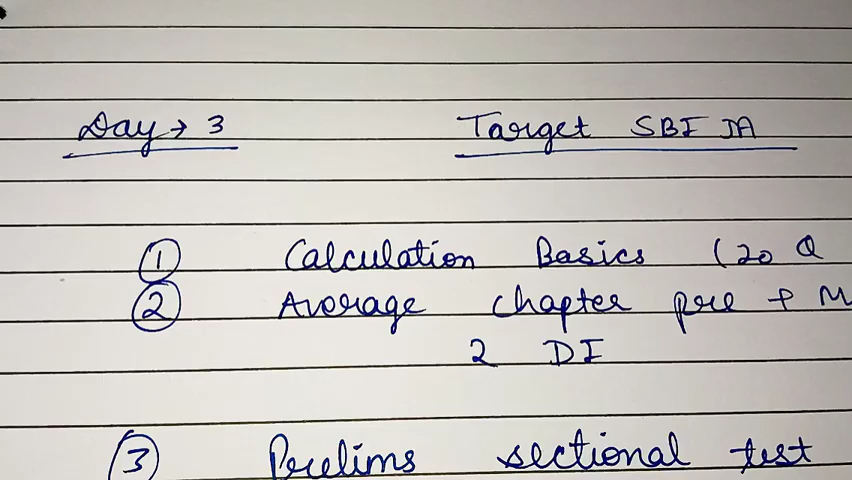 Day → 3
Target SBI JA
① Calculation Basics (20 Q
② Average chapter pre + M
2 DI
③ Prelims sectional test